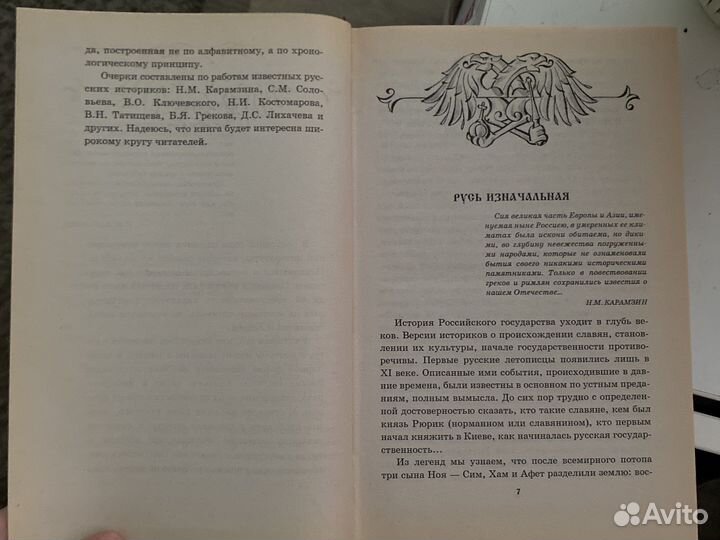 да, построенная не по алфавитному, а по хроно-
логическому принципу.
Очерки составлены по работам известных рус-
ских историков: Н.М. Карамзина, С.М. Соло-
вьева, В.О. Ключевского, Н.И. Костомарова,
В.Н. Татищева, Б.Я. Грекова, Д.С. Лихачева и
других. Надеюсь, что книга будет интересна ши-
рокому кругу читателей.
РУСЬ ИЗНАЧАЛЬНАЯ
Сия великая часть Европы и Азии, име-
нуемая ныне Россиею, в умеренных ее кли-
матах была искони обитаема, но дики-
ми, во глубину невежества погруженны-
ми народами, которые не ознаменовали
бытия своего никакими историческими
памятниками. Только в повествовании
греков и римлян сохранились известия о
нашем Отечестве...
Н.М. КАРАМЗИН
История Российского государства уходит в глубь ве-
ков. Версии историков о происхождении славян, становле-
нии их культуры, начале государственности противо-
речивы. Первые русские летописцы появились лишь в
XI веке. Описанные ими события, происходившие в дав-
ние времена, были известны в основном по устным преда-
ниям, полным вымысла. До сих пор трудно с определен-
ной достоверностью сказать, кто такие славяне, кем был
князь Рюрик (норманном или славянином), кто первым
начал княжить в Киеве, как начиналась русская государ-
ственность...
Из легенд мы узнаем, что после всемирного потопа
три сына Ноя — Сим, Хам и Афет разделили землю: вос-
7
Avito